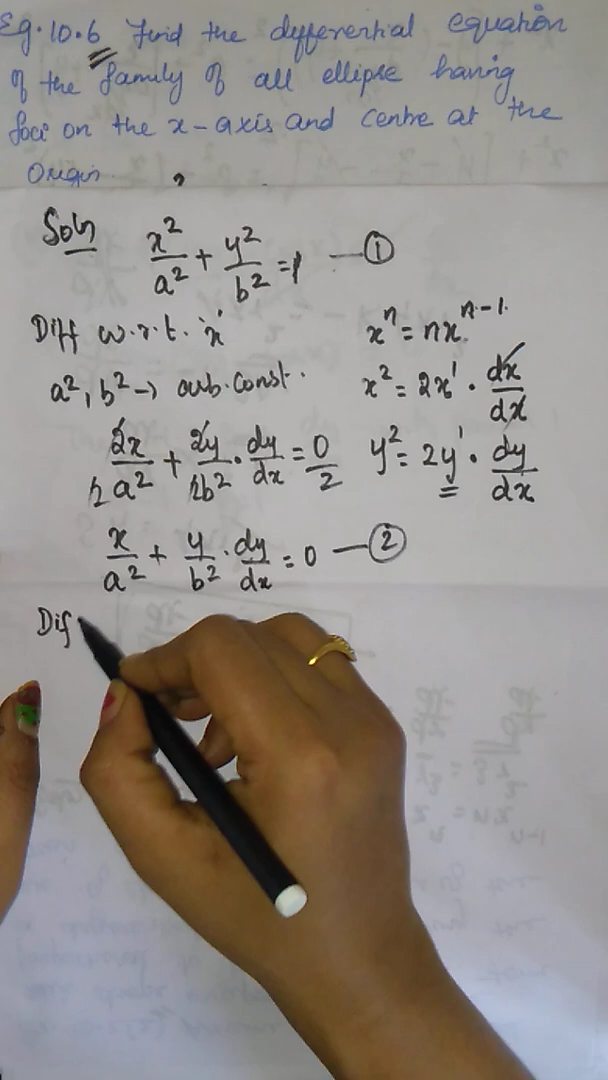 Eg. 10.6 Find the differential equation
of the family of all ellipse having
foci on the x-axis and centre at the
Origin.
Soln x²/a² + y²/b² = 1 —①
Diff w.r.t. 'x' xⁿ = nxⁿ⁻¹.
a², b² → arb. const. x² = 2x¹ · dx/dx
2x/2a² + 2y/2b² · dy/dx = 0/2 y² = 2y¹ · dy/dx
x/a² + y/b² · dy/dx = 0 —②
Dif